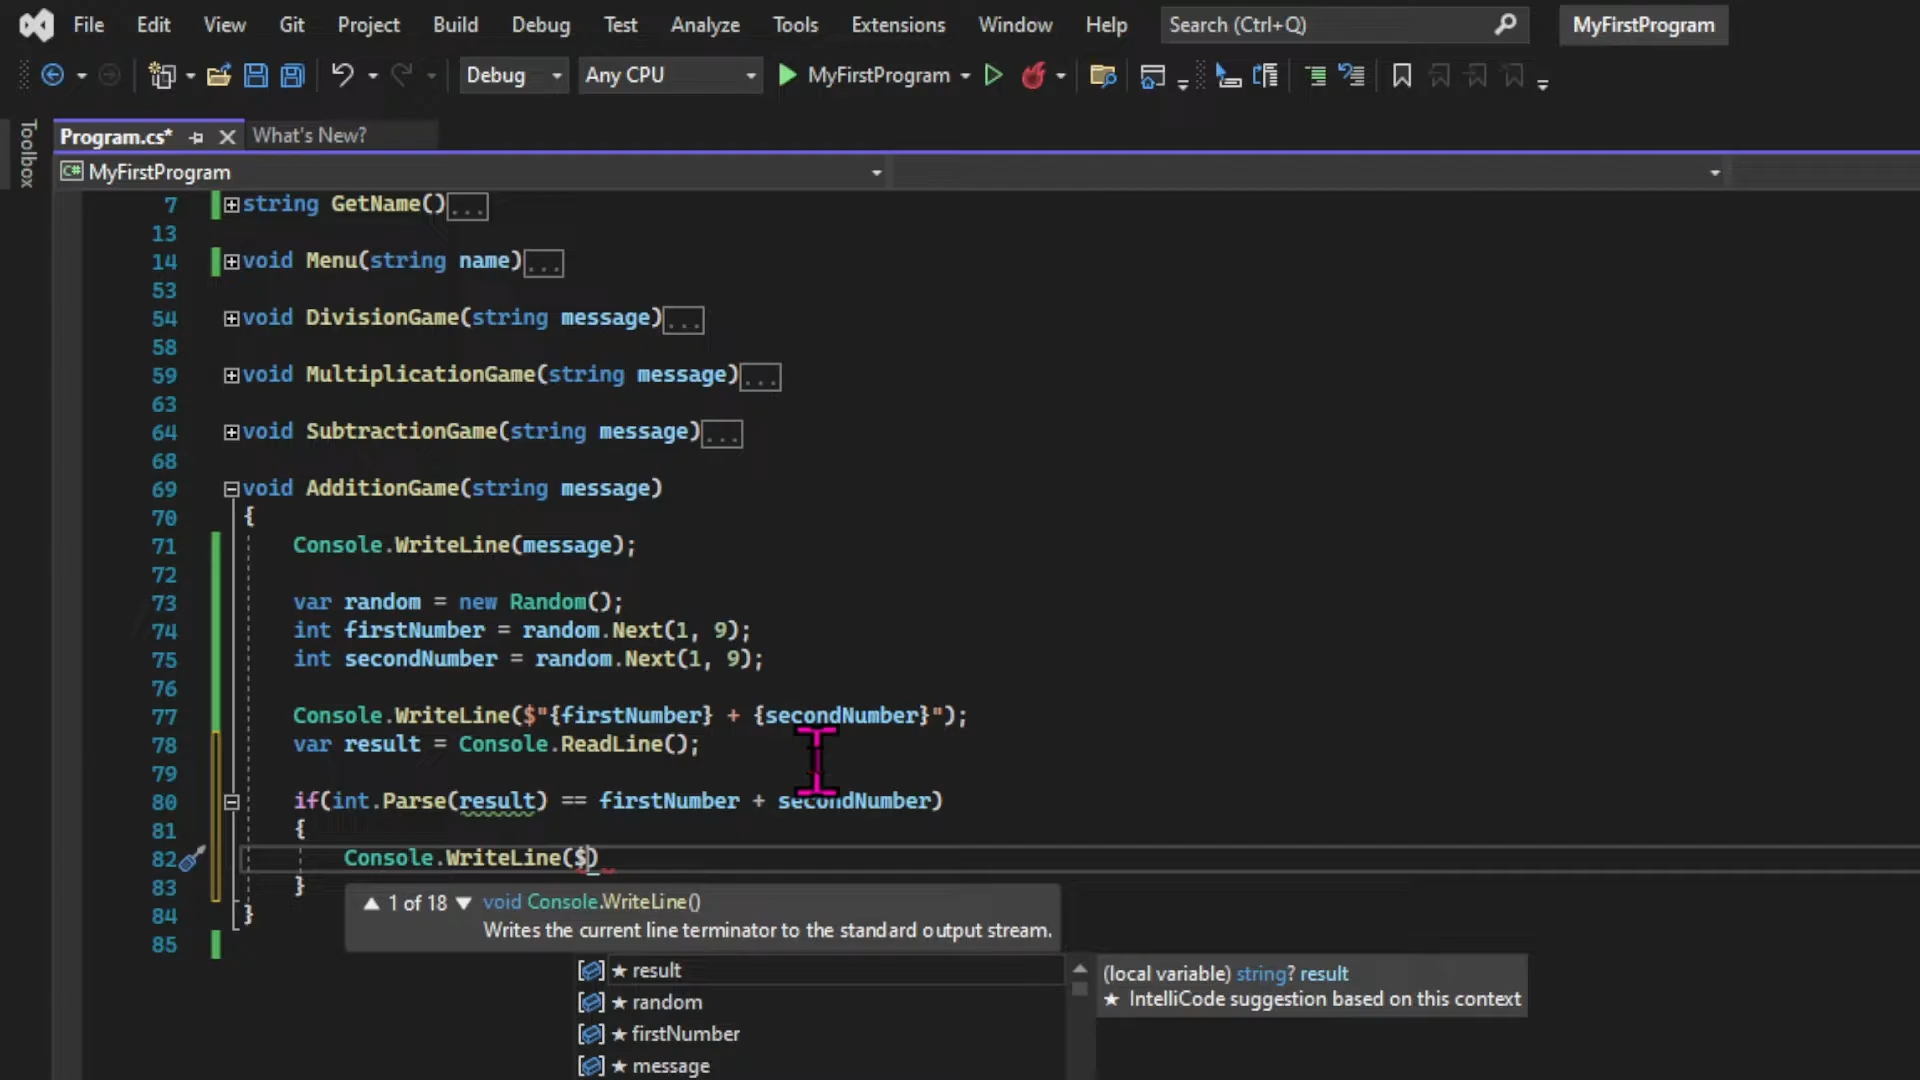 File Edit View Git Project Build Debug Test Analyze Tools Extensions Window Help Search (Ctrl+Q) MyFirstProgram
Debug Any CPU MyFirstProgram
Toolbox
Program.cs* What's New?
C# MyFirstProgram
7 string GetName()...
13
14 void Menu(string name)...
53
54 void DivisionGame(string message)...
58
59 void MultiplicationGame(string message)...
63
64 void SubtractionGame(string message)...
68
69 void AdditionGame(string message)
70 {
71 Console.WriteLine(message);
72
73 var random = new Random();
74 int firstNumber = random.Next(1, 9);
75 int secondNumber = random.Next(1, 9);
76
77 Console.WriteLine($"{firstNumber} + {secondNumber}");
78 var result = Console.ReadLine();
79
80 if(int.Parse(result) == firstNumber + secondNumber)
81 {
82 Console.WriteLine($)
83 }
84 }
85
1 of 18 void Console.WriteLine()
Writes the current line terminator to the standard output stream.
★ result
★ random
★ firstNumber
★ message
(local variable) string? result
★ IntelliCode suggestion based on this context